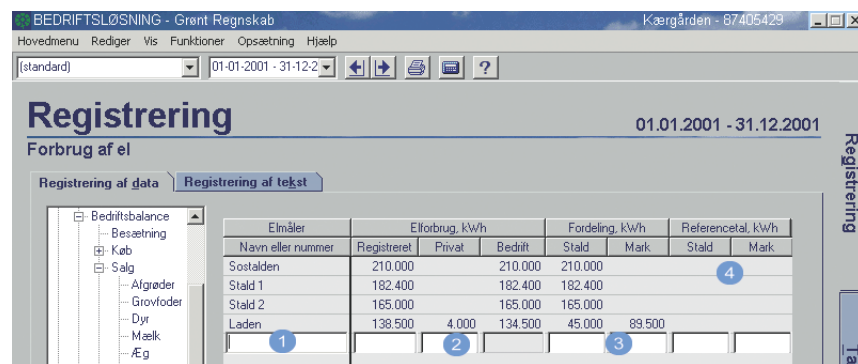 BEDRIFTSLØSNING - Grønt Regnskab Kærgården - 87405429
Hovedmenu Rediger Vis Funktioner Opsætning Hjælp
(standard) 01-01-2001 - 31-12-2 ?
Registrering
01.01.2001 - 31.12.2001
Forbrug af el
Registrering af data Registrering af tekst
Registrering
Bedriftsbalance
Besætning
Køb
Salg
Afgrøder
Grovfoder
Dyr
Mælk
Æg
Elmåler Elforbrug, kWh Fordeling, kWh Referencetal, kWh
Navn eller nummer Registreret Privat Bedrift Stald Mark Stald Mark
Sostalden 210.000 210.000 210.000
Stald 1 182.400 182.400 182.400
Stald 2 165.000 165.000 165.000
Laden 138.500 4.000 134.500 45.000 89.500
1 2 3 4
Ta